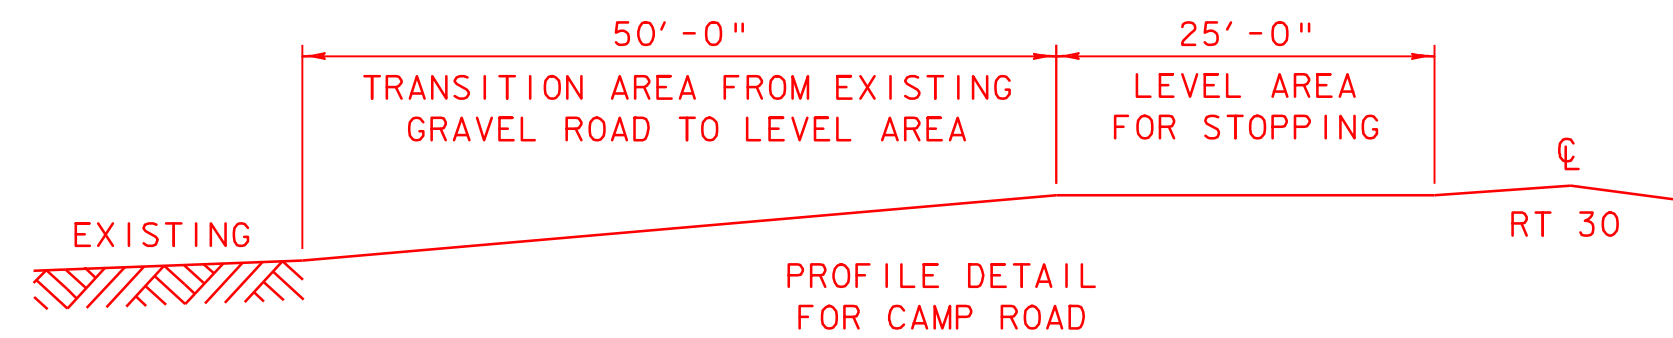 50'-0"
TRANSITION AREA FROM EXISTING
GRAVEL ROAD TO LEVEL AREA
25'-0"
LEVEL AREA
FOR STOPPING
℄
RT 30
EXISTING
PROFILE DETAIL
FOR CAMP ROAD